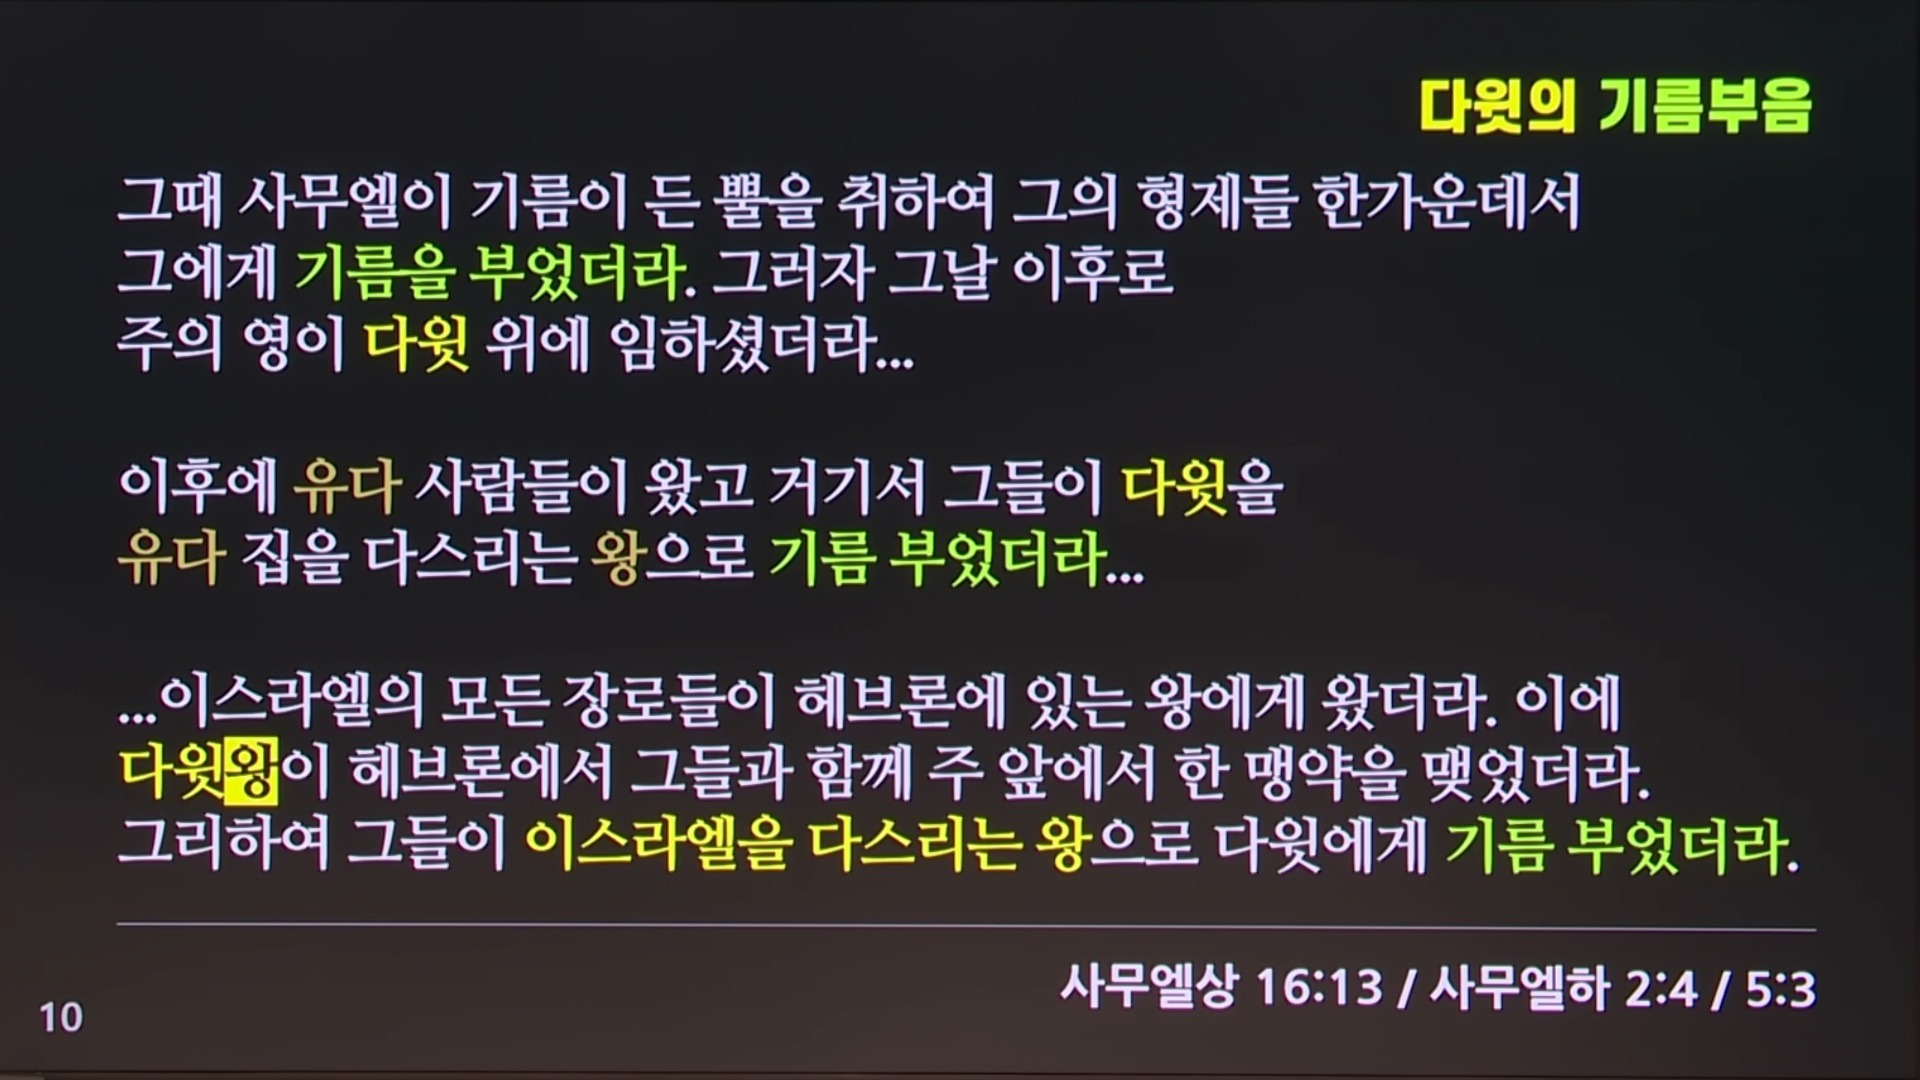 다윗의 기름부음
그때 사무엘이 기름이 든 뿔을 취하여 그의 형제들 한가운데서
그에게 기름을 부었더라. 그러자 그날 이후로
주의 영이 다윗 위에 임하셨더라...
이후에 유다 사람들이 왔고 거기서 그들이 다윗을
유다 집을 다스리는 왕으로 기름 부었더라...
...이스라엘의 모든 장로들이 헤브론에 있는 왕에게 왔더라. 이에
다윗왕이 헤브론에서 그들과 함께 주 앞에서 한 맹약을 맺었더라.
그리하여 그들이 이스라엘을 다스리는 왕으로 다윗에게 기름 부었더라.
사무엘상 16:13 / 사무엘하 2:4 / 5:3
10